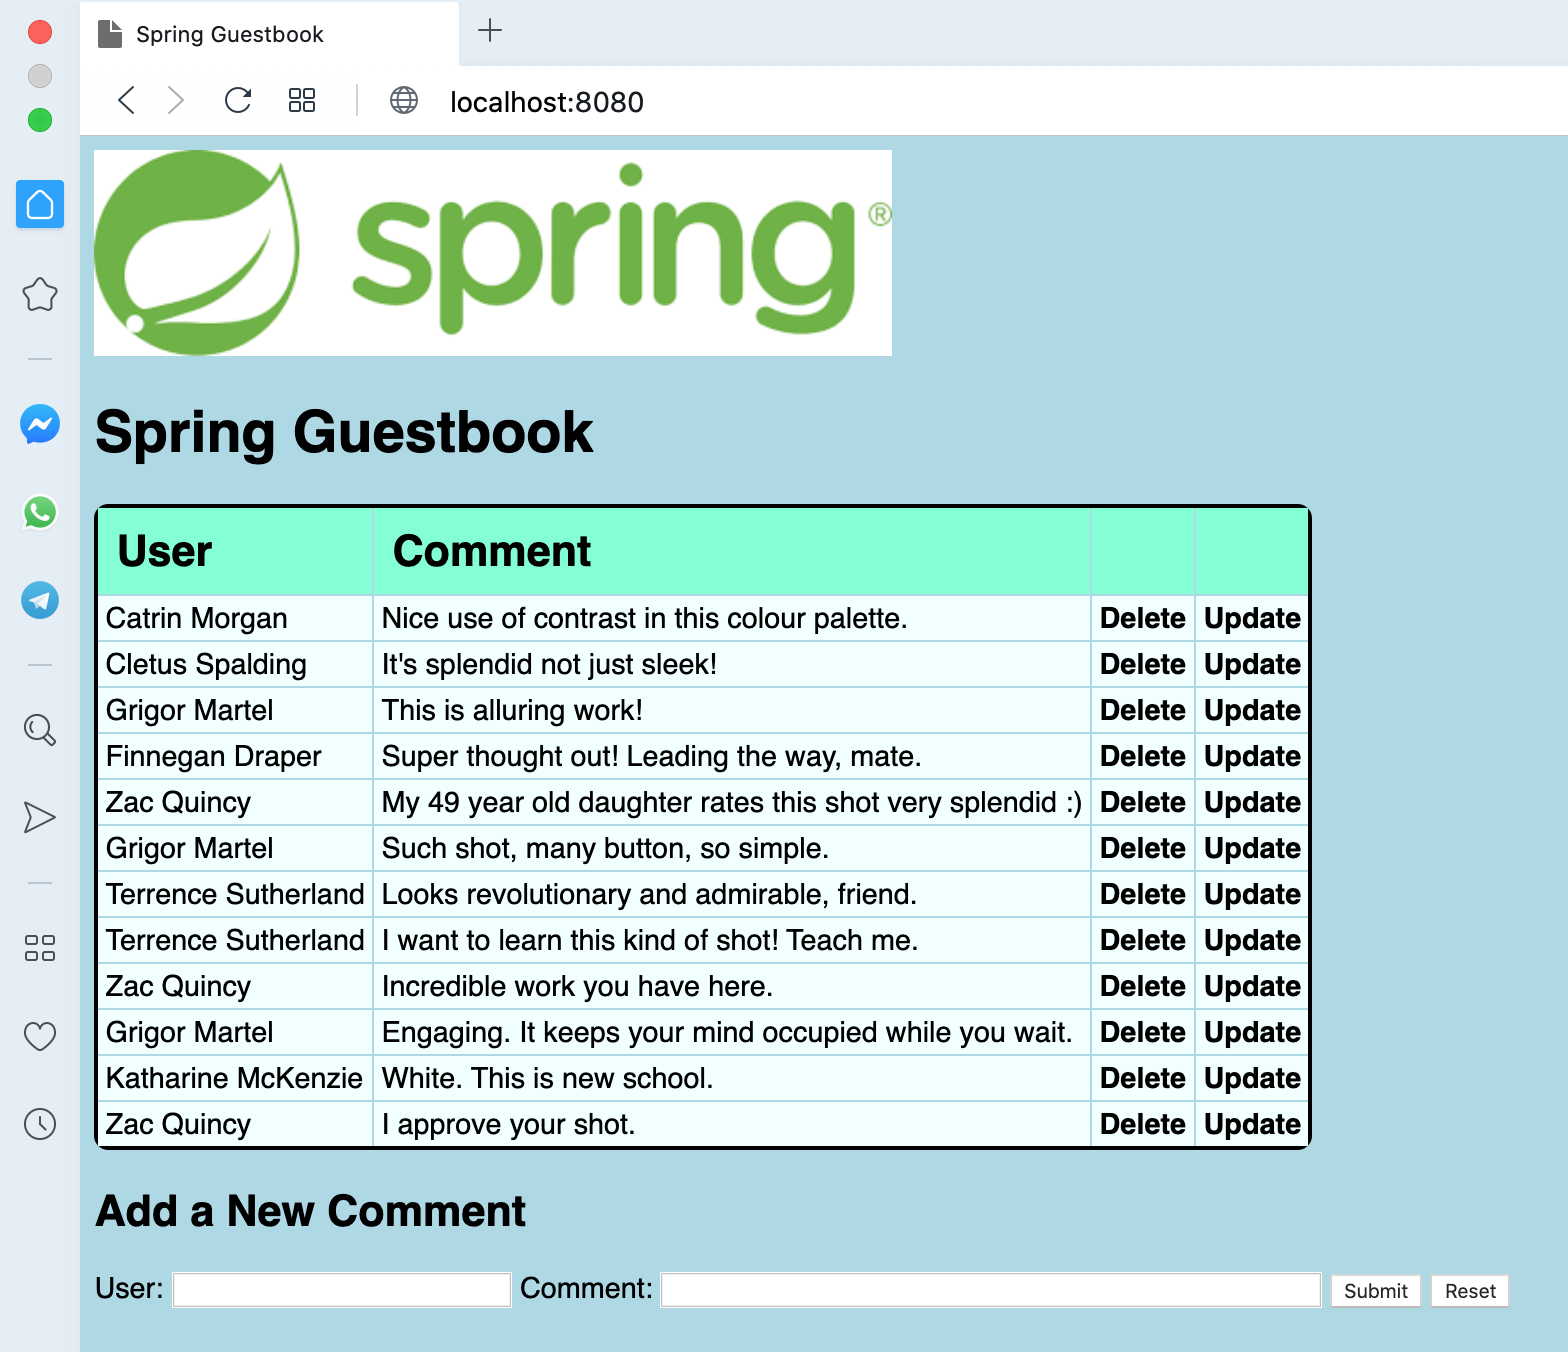 Spring Guestbook
localhost:8080
spring®
Spring Guestbook
User Comment
Catrin Morgan Nice use of contrast in this colour palette. Delete Update
Cletus Spalding It's splendid not just sleek! Delete Update
Grigor Martel This is alluring work! Delete Update
Finnegan Draper Super thought out! Leading the way, mate. Delete Update
Zac Quincy My 49 year old daughter rates this shot very splendid :) Delete Update
Grigor Martel Such shot, many button, so simple. Delete Update
Terrence Sutherland Looks revolutionary and admirable, friend. Delete Update
Terrence Sutherland I want to learn this kind of shot! Teach me. Delete Update
Zac Quincy Incredible work you have here. Delete Update
Grigor Martel Engaging. It keeps your mind occupied while you wait. Delete Update
Katharine McKenzie White. This is new school. Delete Update
Zac Quincy I approve your shot. Delete Update
Add a New Comment
User: Comment: Submit Reset